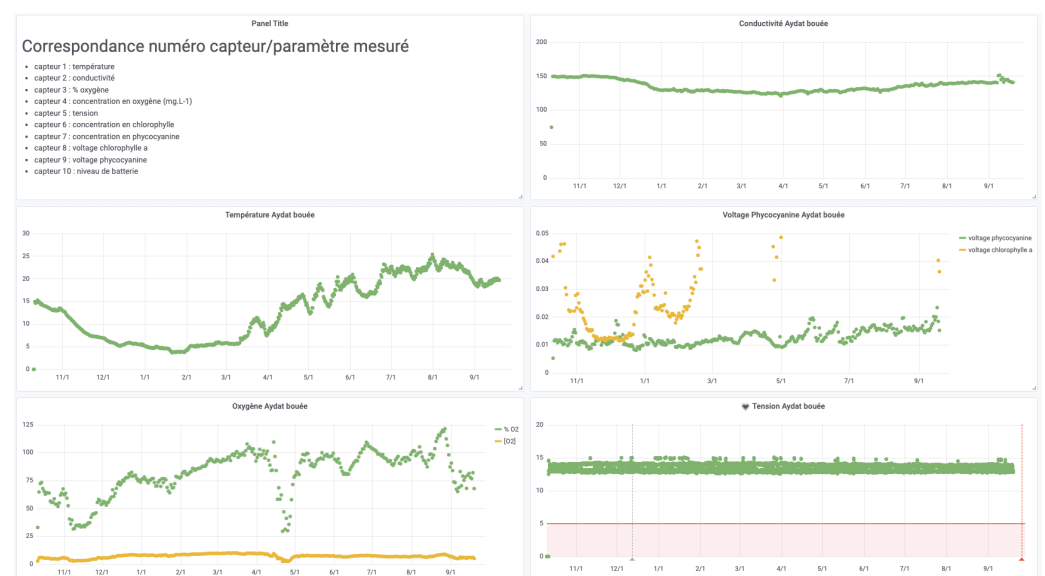 Panel Title
Correspondance numéro capteur/paramètre mesuré
capteur 1 : température
capteur 2 : conductivité
capteur 3 : % oxygène
capteur 4 : concentration en oxygène (mg.L-1)
capteur 5 : tension
capteur 6 : concentration en chlorophylle
capteur 7 : concentration en phycocyanine
capteur 8 : voltage chlorophylle a
capteur 9 : voltage phycocyanine
capteur 10 : niveau de batterie
Conductivité Aydat bouée
200
150
100
50
0
11/1 12/1 1/1 2/1 3/1 4/1 5/1 6/1 7/1 8/1 9/1
Température Aydat bouée
30
25
20
15
10
5
0
11/1 12/1 1/1 2/1 3/1 4/1 5/1 6/1 7/1 8/1 9/1
Voltage Phycocyanine Aydat bouée
0.05
0.04
0.03
0.02
0.01
0
11/1 1/1 3/1 5/1 7/1 9/1
voltage phycocyanine
voltage chlorophylle a
Oxygène Aydat bouée
125
100
75
50
25
0
11/1 12/1 1/1 2/1 3/1 4/1 5/1 6/1 7/1 8/1 9/1
% O2
[O2]
Tension Aydat bouée
20
15
10
5
0
11/1 12/1 1/1 2/1 3/1 4/1 5/1 6/1 7/1 8/1 9/1